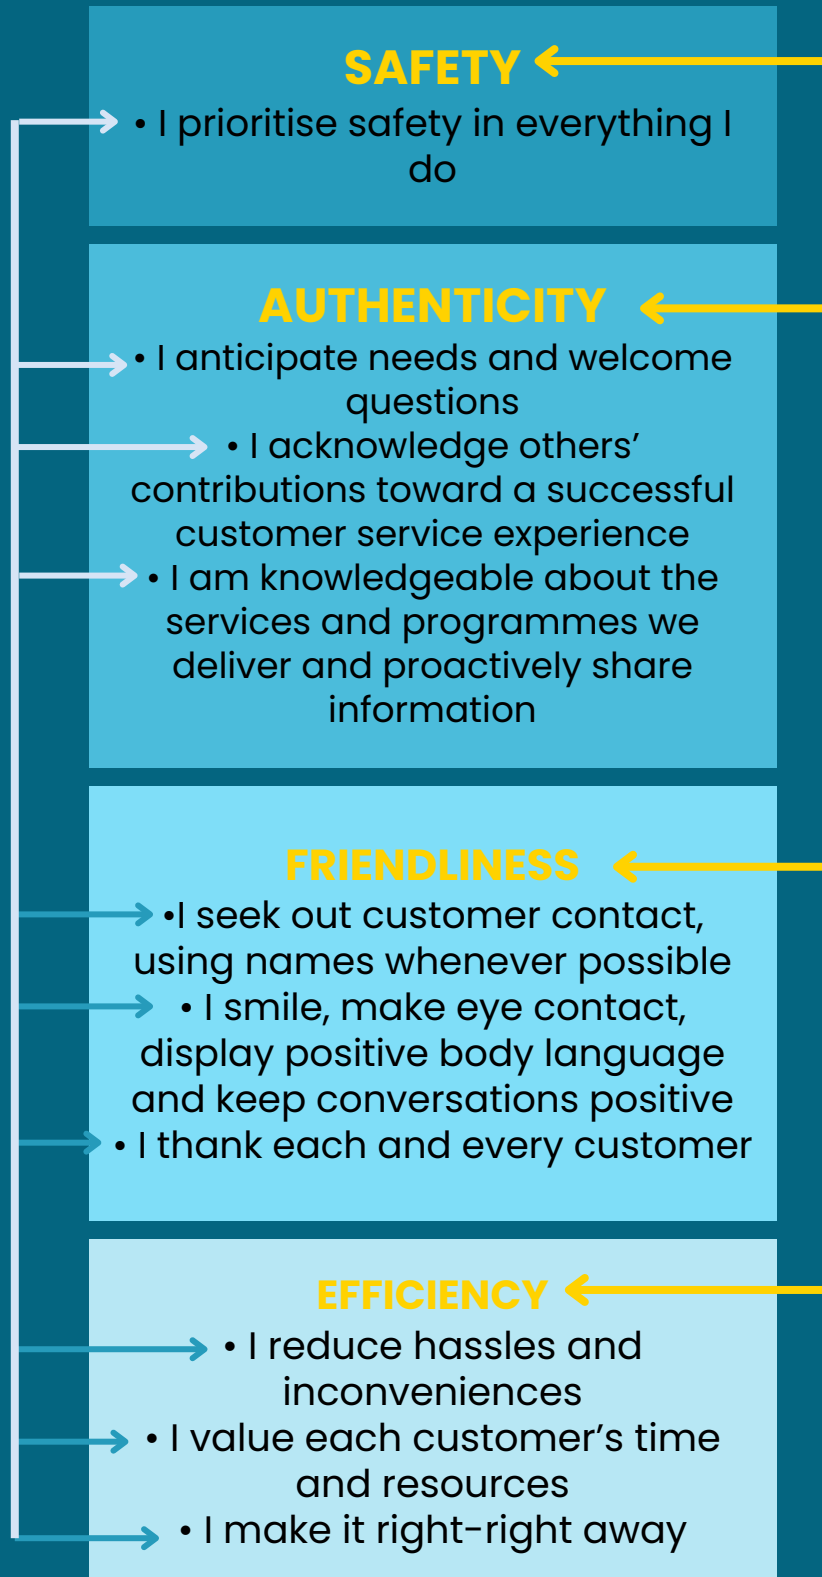 SAFETY
• I prioritise safety in everything I
do
AUTHENTICITY
• I anticipate needs and welcome
questions
• I acknowledge others’
contributions toward a successful
customer service experience
• I am knowledgeable about the
services and programmes we
deliver and proactively share
information
FRIENDLINESS
•I seek out customer contact,
using names whenever possible
• I smile, make eye contact,
display positive body language
and keep conversations positive
• I thank each and every customer
EFFICIENCY
• I reduce hassles and
inconveniences
• I value each customer’s time
and resources
• I make it right-right away